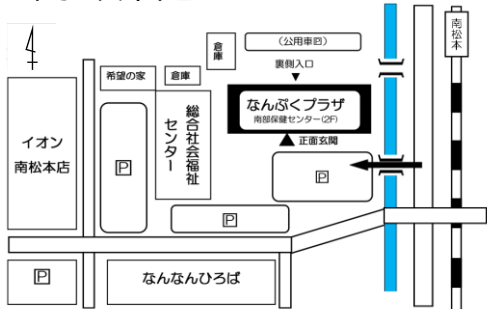 倉庫
(公用車回)
南松本
裏側入口
希望の家
倉庫
なんぷくプラザ
南部保健センター(2F)
イオン
南松本店
総合社会福祉
センター
正面玄関
P
P
P
P
なんなんひろば